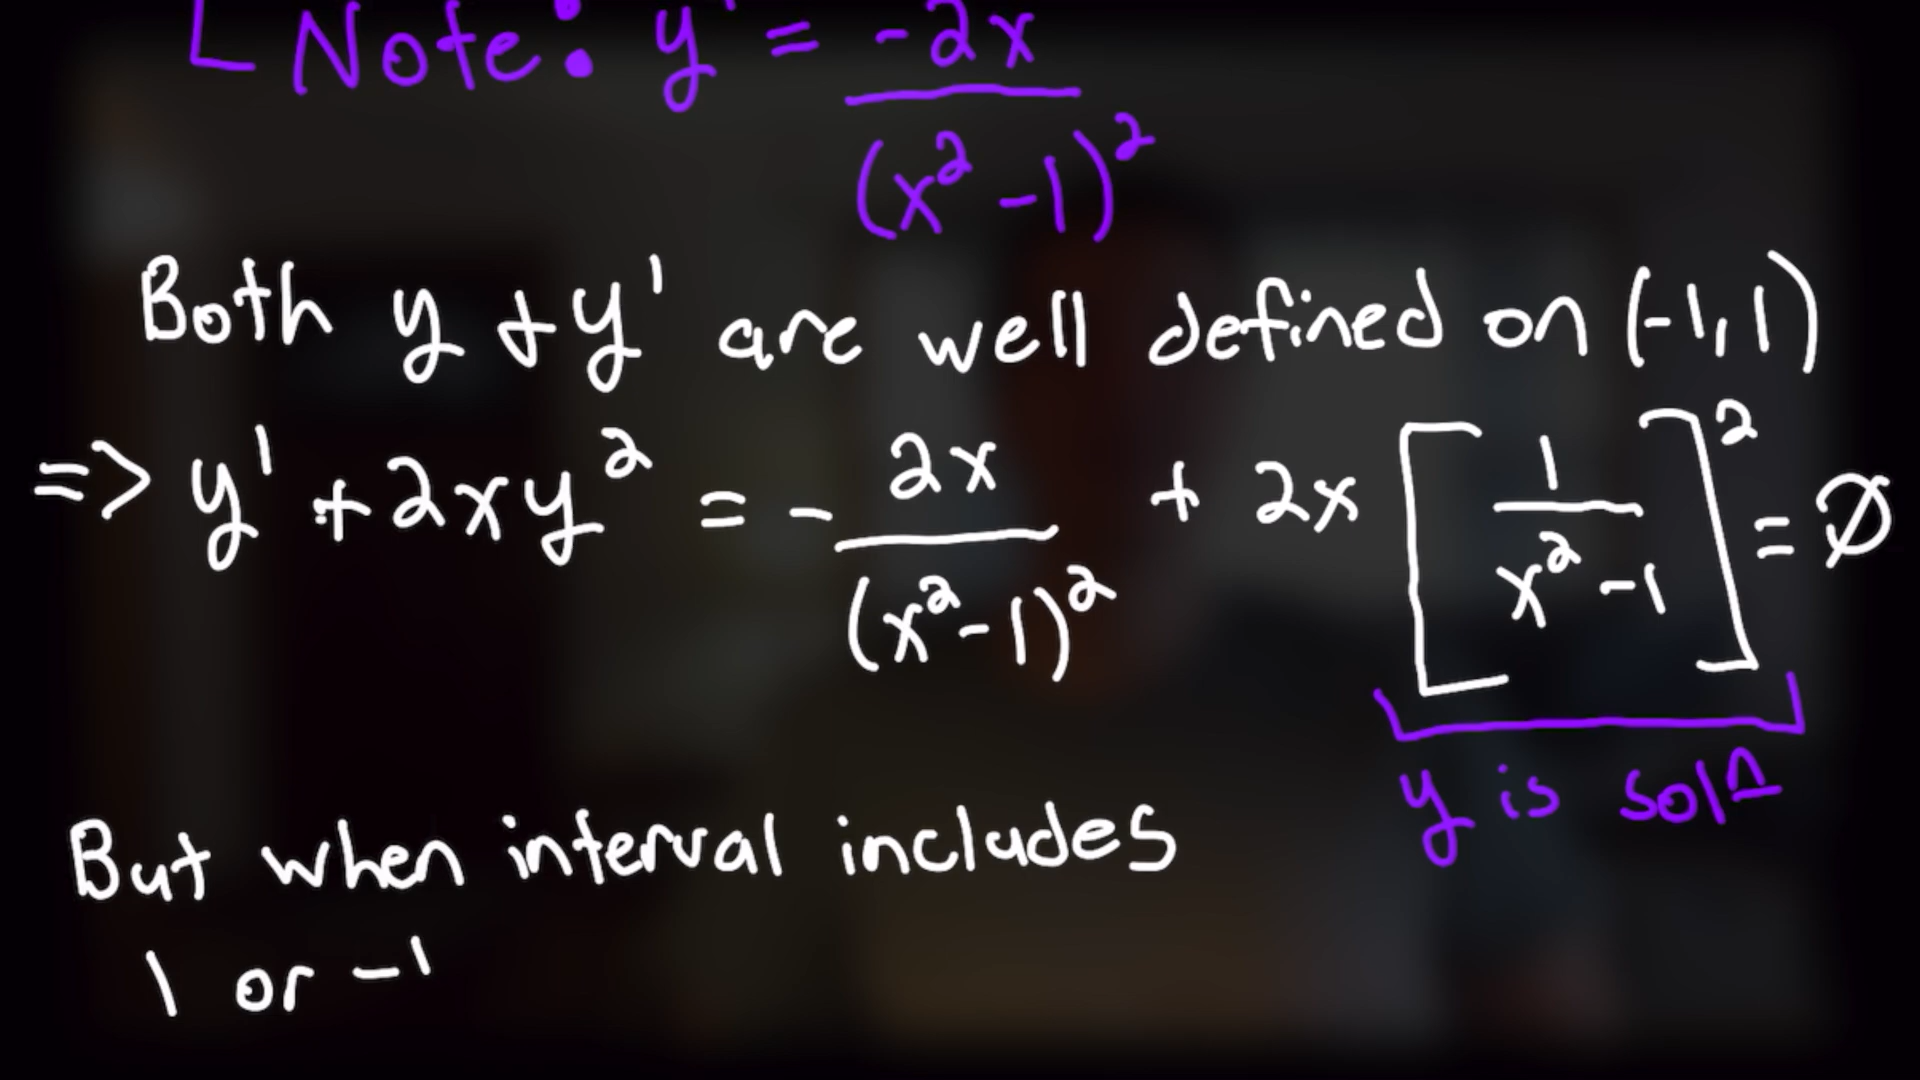 Note: y' = -2x / (x² - 1)²
Both y + y' are well defined on (-1, 1)
=> y' + 2xy² = - 2x / (x² - 1)² + 2x [ 1 / (x² - 1) ]² = ∅
y is solⁿ
But when interval includes
1 or -1